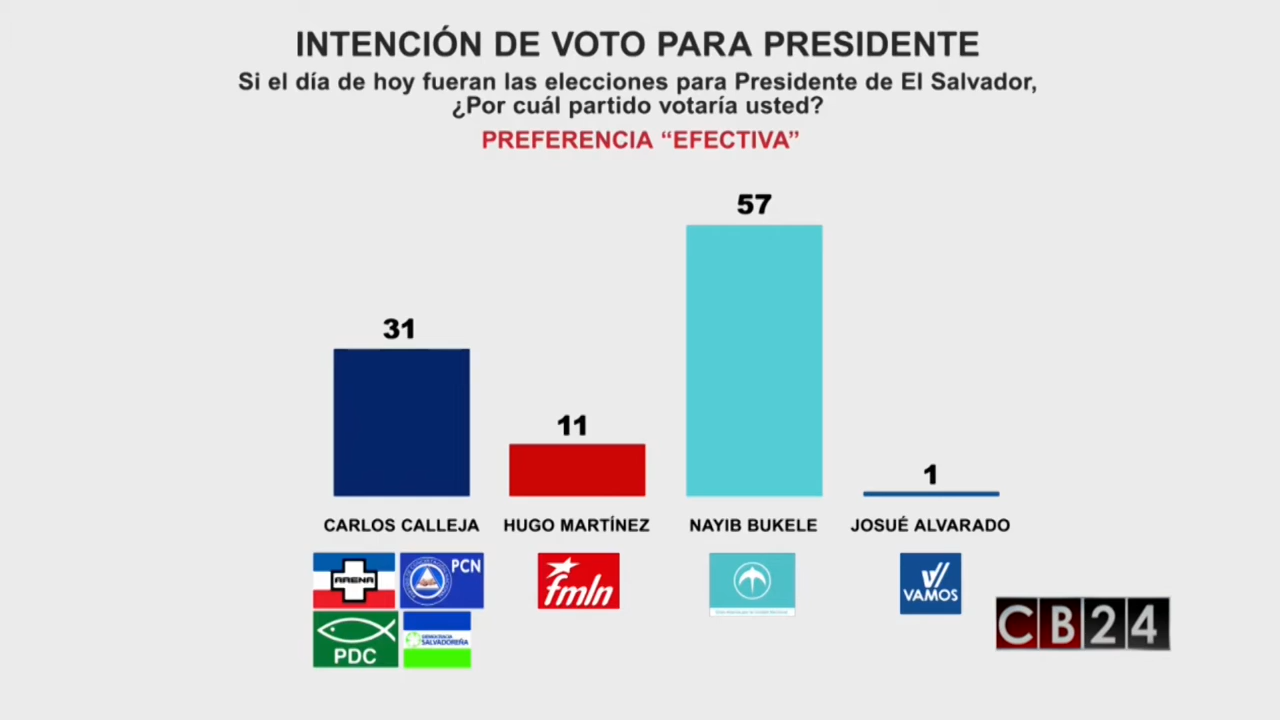 INTENCIÓN DE VOTO PARA PRESIDENTE
Si el día de hoy fueran las elecciones para Presidente de El Salvador,
¿Por cuál partido votaría usted?
PREFERENCIA “EFECTIVA”
31
11
57
1
CARLOS CALLEJA
HUGO MARTÍNEZ
NAYIB BUKELE
JOSUÉ ALVARADO
ARENA
PCN
fmln
VAMOS
PDC
DEMOCRACIA
SALVADOREÑA
CB24